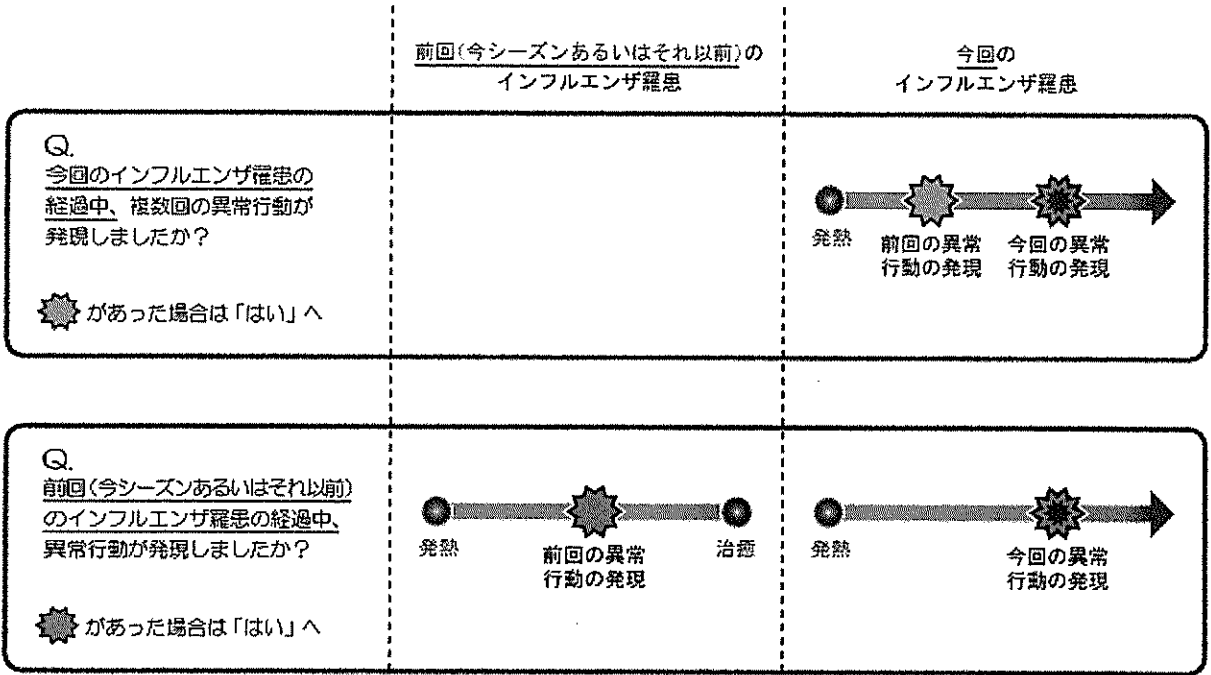 前回(今シーズンあるいはそれ以前)の
インフルエンザ羅患
今回の
インフルエンザ羅患
Q.
今回のインフルエンザ罹患の
経過中、複数回の異常行動が
発現しましたか？
があった場合は「はい」へ
発熱
前回の異常
行動の発現
今回の異常
行動の発現
Q.
前回(今シーズンあるいはそれ以前)
のインフルエンザ羅患の経過中、
異常行動が発現しましたか？
があった場合は「はい」へ
発熱
前回の異常
行動の発現
治癒
発熱
今回の異常
行動の発現